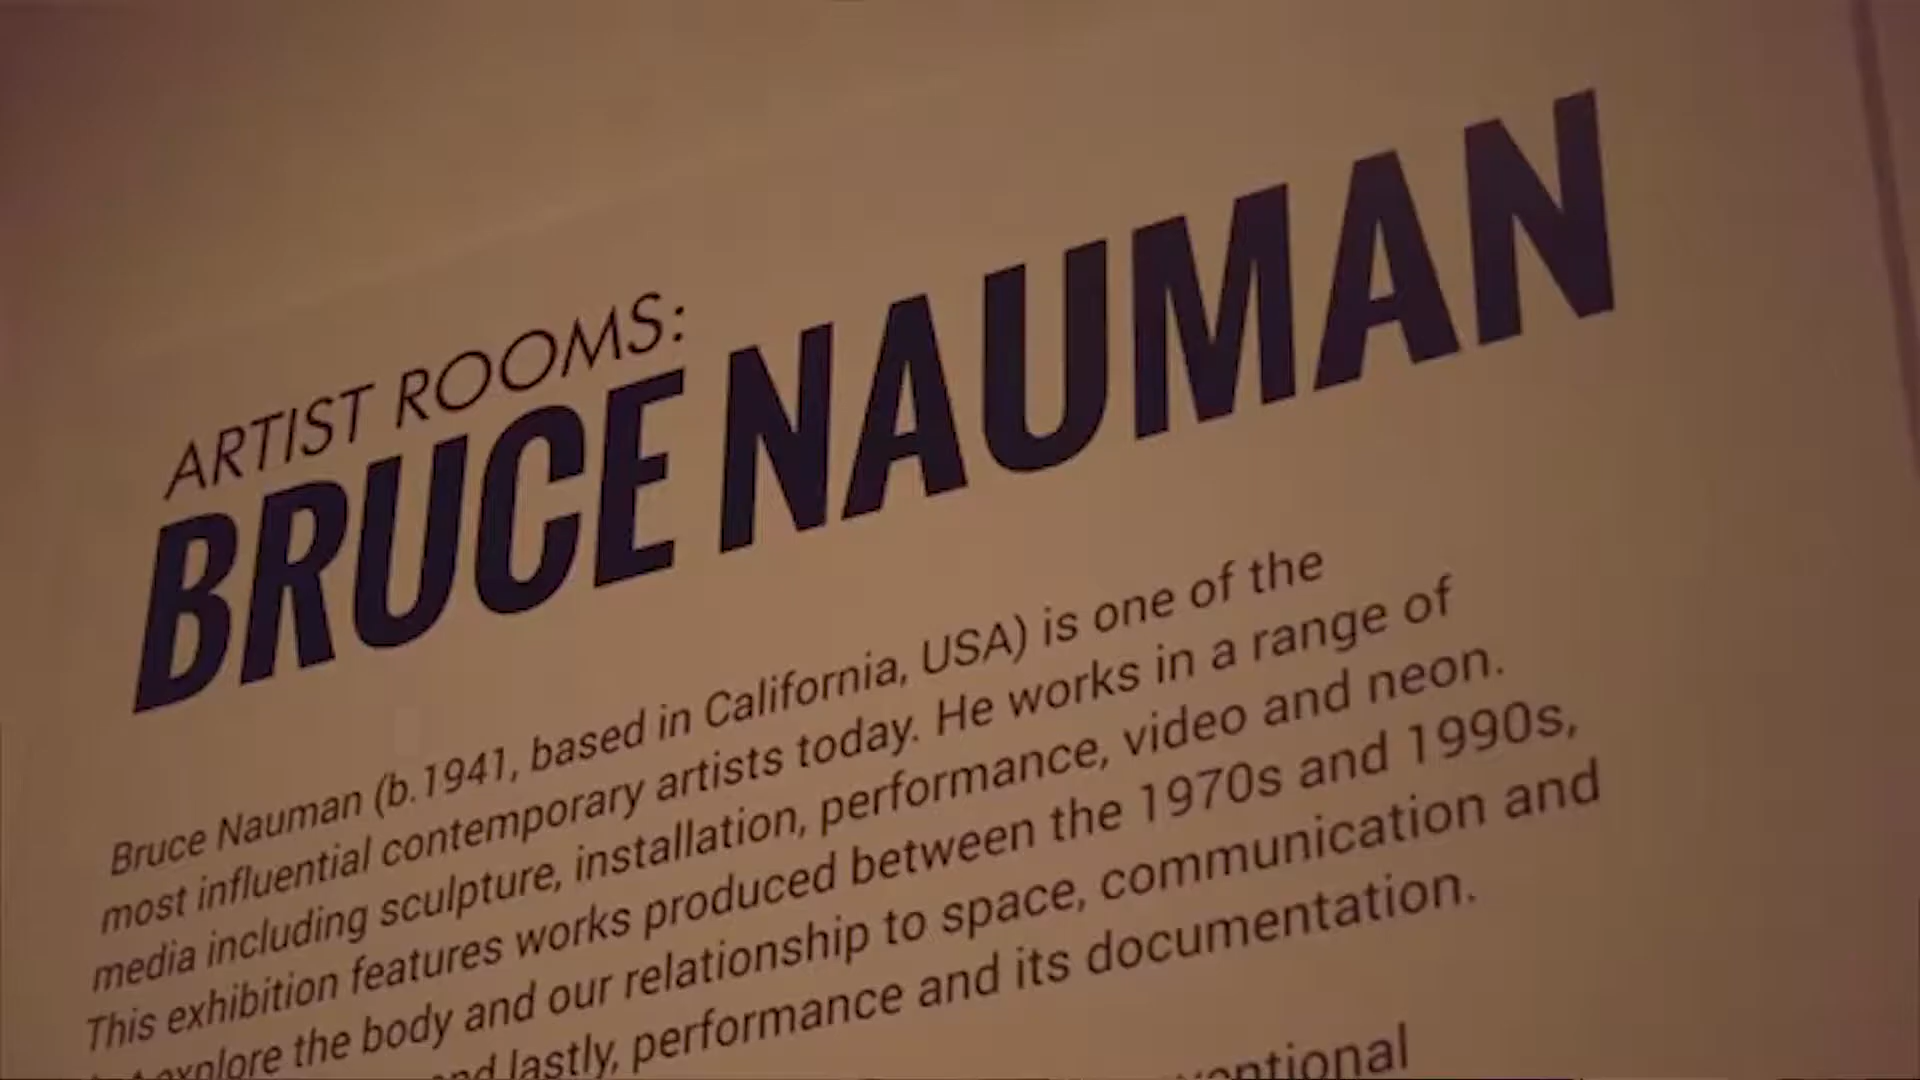 ARTIST ROOMS:
BRUCE NAUMAN
Bruce Nauman (b.1941, based in California, USA) is one of the
most influential contemporary artists today. He works in a range of
media including sculpture, installation, performance, video and neon.
This exhibition features works produced between the 1970s and 1990s,
explore the body and our relationship to space, communication and
lastly, performance and its documentation.